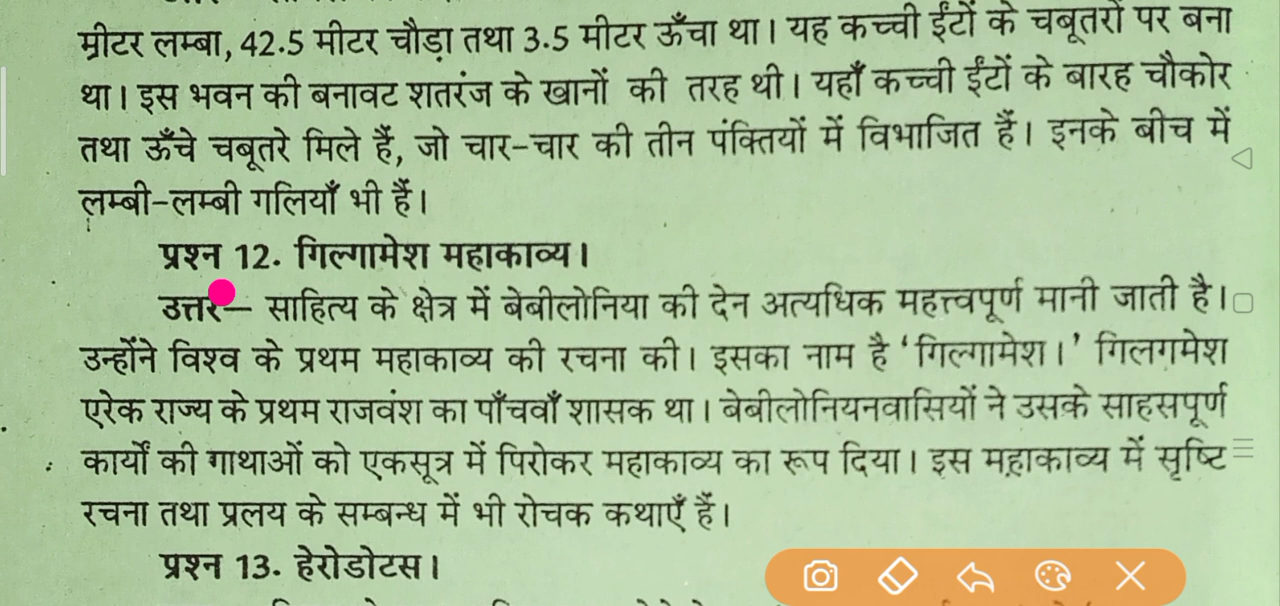 मीटर लम्बा, 42.5 मीटर चौड़ा तथा 3.5 मीटर ऊँचा था। यह कच्ची ईंटों के चबूतरों पर बना
था। इस भवन की बनावट शतरंज के खानों की तरह थी। यहाँ कच्ची ईंटों के बारह चौकोर
तथा ऊँचे चबूतरे मिले हैं, जो चार-चार की तीन पंक्तियों में विभाजित हैं। इनके बीच में
लम्बी-लम्बी गलियाँ भी हैं।
प्रश्न 12. गिल्गामेश महाकाव्य।
उत्तर— साहित्य के क्षेत्र में बेबीलोनिया की देन अत्यधिक महत्त्वपूर्ण मानी जाती है।
उन्होंने विश्व के प्रथम महाकाव्य की रचना की। इसका नाम है ‘गिल्गामेश।’ गिलगमेश
एरेक राज्य के प्रथम राजवंश का पाँचवाँ शासक था। बेबीलोनियनवासियों ने उसके साहसपूर्ण
कार्यों की गाथाओं को एकसूत्र में पिरोकर महाकाव्य का रूप दिया। इस महाकाव्य में सृष्टि
रचना तथा प्रलय के सम्बन्ध में भी रोचक कथाएँ हैं।
प्रश्न 13. हेरोडोटस।